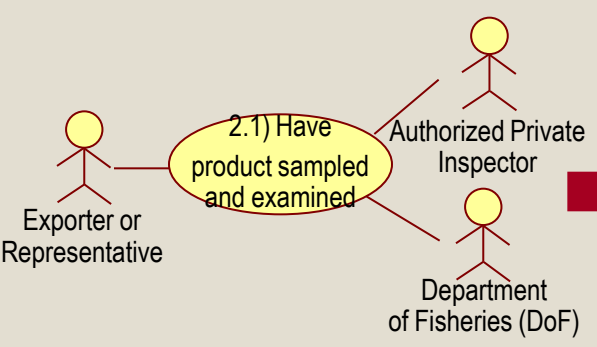 2.1) Have
product sampled
and examined
Exporter or
Representative
Authorized Private
Inspector
Department
of Fisheries (DoF)